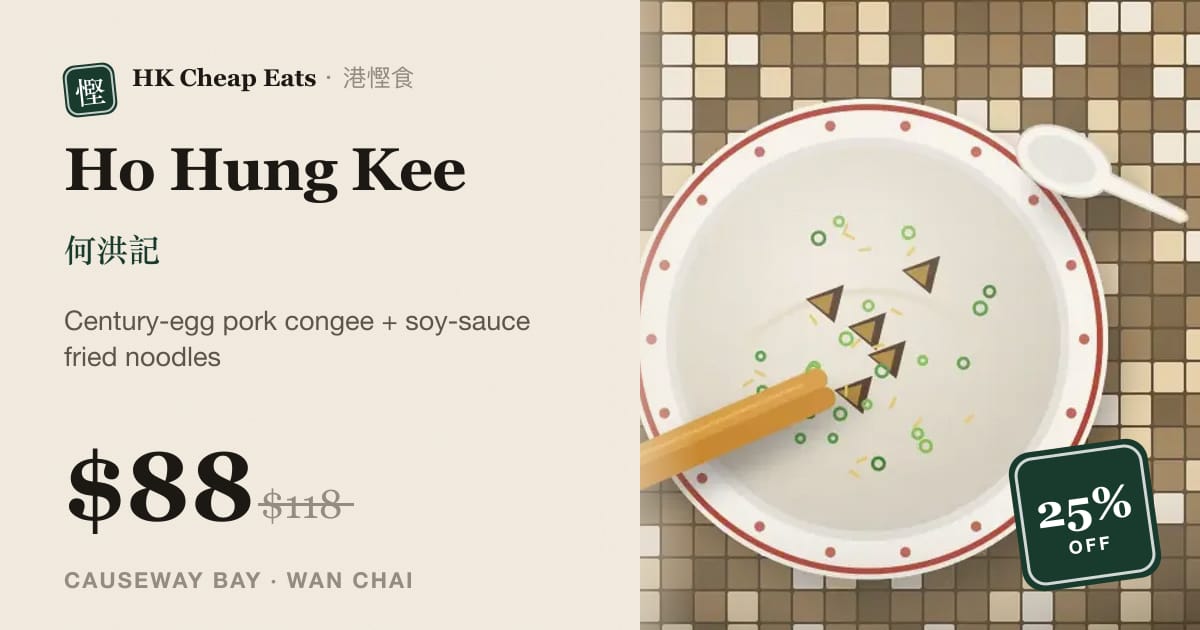 慳
HK Cheap Eats · 港慳食
Ho Hung Kee
何洪記
Century-egg pork congee + soy-sauce
fried noodles
$88 $118
CAUSEWAY BAY · WAN CHAI
25%
OFF